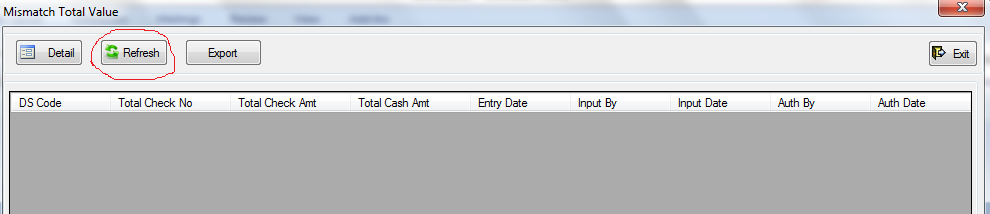 Mismatch Total Value
Detail Refresh Export Exit
DS Code Total Check No Total Check Amt Total Cash Amt Entry Date Input By Input Date Auth By Auth Date